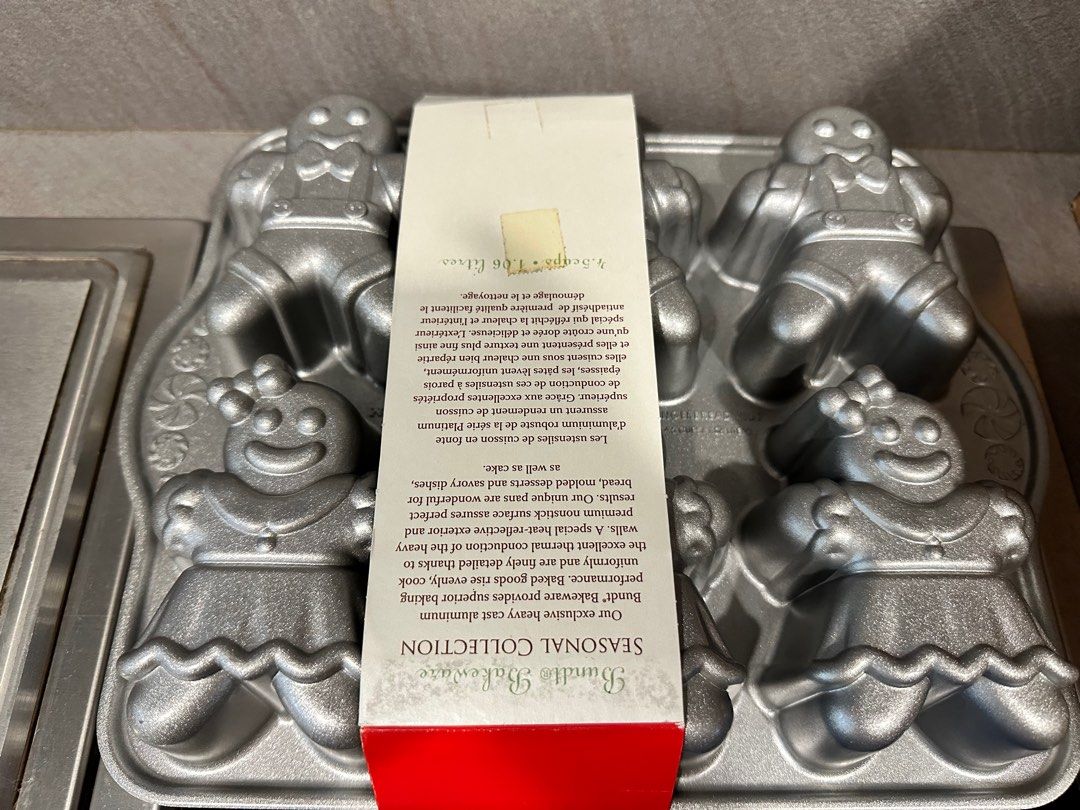 Bundt® Bakeware
SEASONAL COLLECTION
Our exclusive heavy cast aluminum
Bundt® Bakeware provides superior baking
performance. Baked goods rise evenly, cook
uniformly and are finely detailed thanks to
the excellent thermal conduction of the heavy
walls. A special heat-reflective exterior and
premium nonstick surface assures perfect
results. Our unique pans are wonderful for
bread, molded desserts and savory dishes,
as well as cake.
Les ustensiles de cuisson en fonte
d'aluminium robuste de la série Platinum
assurent un rendement de cuisson
supérieur. Grâce aux excellentes propriétés
de conduction de ces ustensiles à parois
épaisses, les pâtes lèvent uniformément,
elles cuisent sous une chaleur bien répartie
et elles présentent une texture plus fine ainsi
qu'une croûte dorée et délicieuse. L'extérieur
spécial qui réfléchit la chaleur et l'intérieur
antiadhésif de première qualité facilitent le
démoulage et le nettoyage.
4.5cups • 1.06 litres